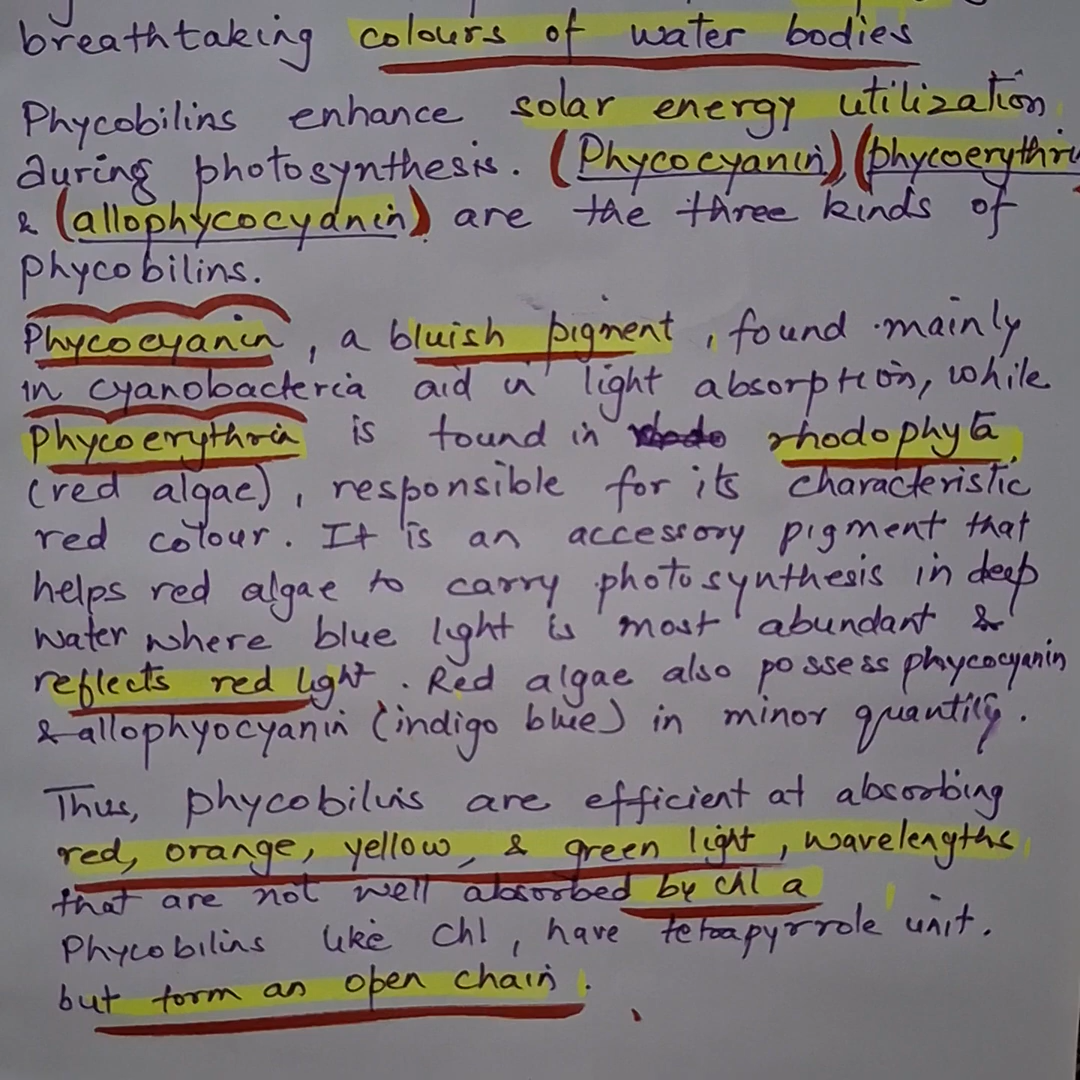 breathtaking colours of water bodies
Phycobilins enhance solar energy utilization
during photosynthesis. (Phycocyanin), (phycoerythri
& (allophycocyanin) are the three kinds of
phycobilins.
Phycocyanin, a bluish pigment, found mainly
in cyanobacteria aid in light absorption, while
Phycoerythrin is found in rhodophyta
(red algae), responsible for its characteristic
red colour. It is an accessory pigment that
helps red algae to carry photosynthesis in deep
water where blue light is most abundant &
reflects red light. Red algae also possess phycocyanin
& allophyocyanin (indigo blue) in minor quantity.
Thus, phycobilins are efficient at absorbing
red, orange, yellow, & green light, wavelengths
that are not well absorbed by chl a
Phycobilins like chl, have tetrapyrrole unit.
but form an open chain.